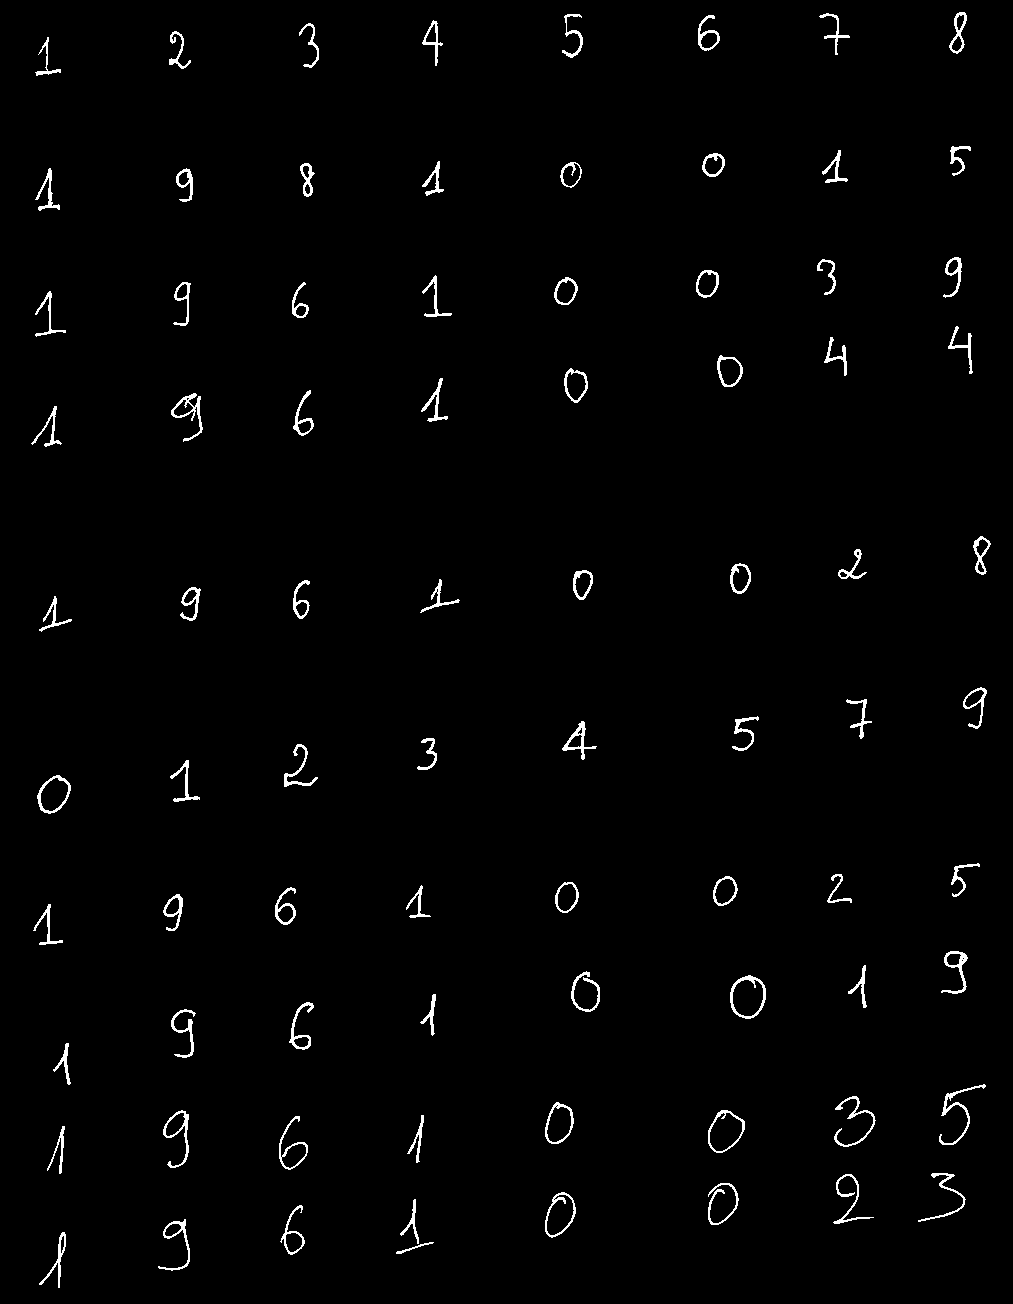 1 2 3 4 5 6 7 8
1 9 8 1 0 0 1 5
1 9 6 1 0 0 3 9
1 9 6 1 0 0 4 4
1 9 6 1 0 0 2 8
0 1 2 3 4 5 7 9
1 9 6 1 0 0 2 5
1 9 6 1 0 0 1 9
1 9 6 1 0 0 3 5
1 9 6 1 0 0 2 3